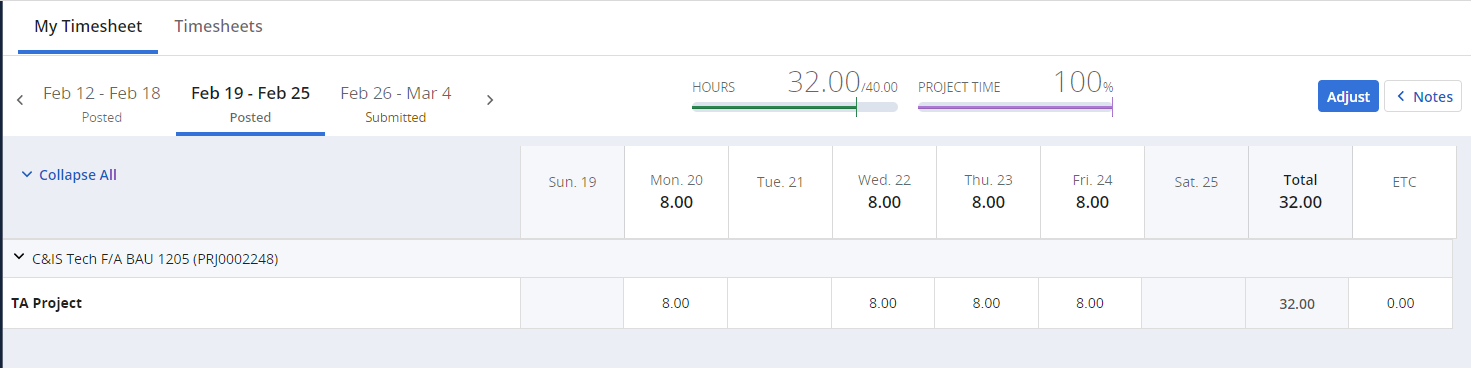 My Timesheet Timesheets
Feb 12 - Feb 18 Feb 19 - Feb 25 Feb 26 - Mar 4
Posted Posted Submitted
HOURS 32.00/40.00 PROJECT TIME 100%
Adjust Notes
Collapse All
Sun. 19 Mon. 20 Tue. 21 Wed. 22 Thu. 23 Fri. 24 Sat. 25 Total ETC
8.00 8.00 8.00 8.00 32.00
C&IS Tech F/A BAU 1205 (PRJ0002248)
TA Project 8.00 8.00 8.00 8.00 32.00 0.00